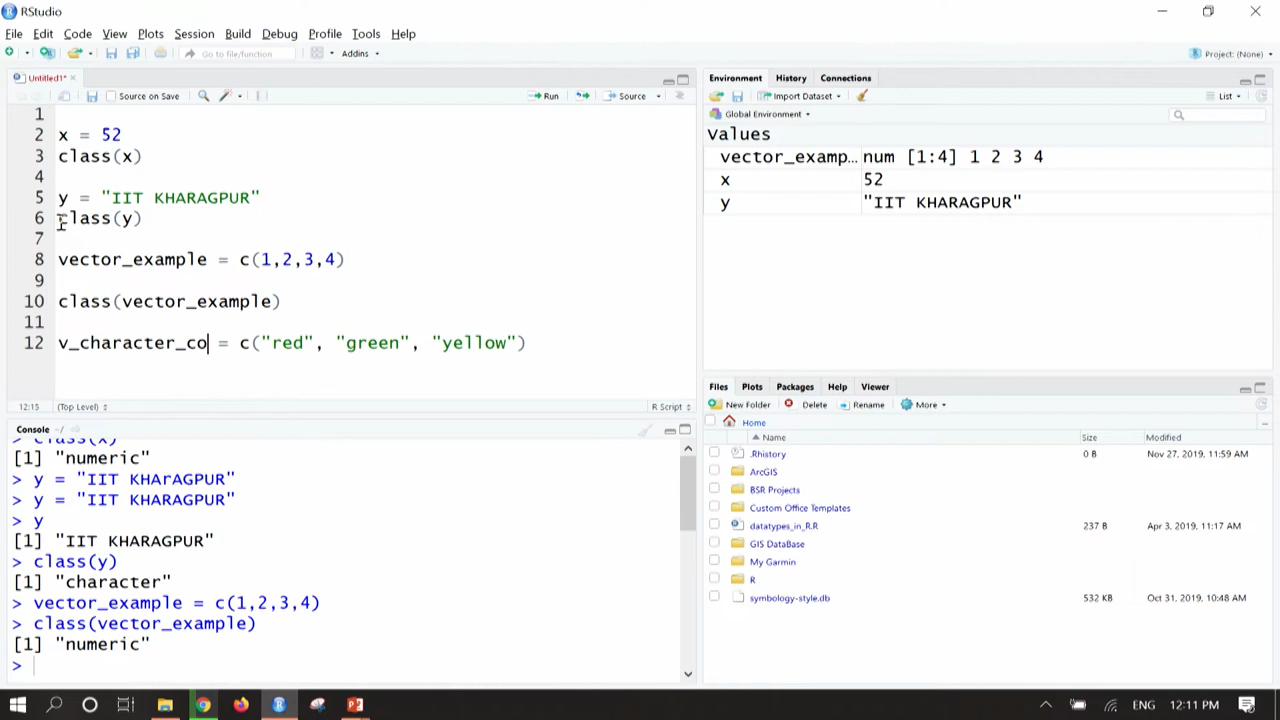 RStudio
File Edit Code View Plots Session Build Debug Profile Tools Help
Go to file/function Addins Project: (None)
Untitled1*
Source on Save Run Source
1
2 x = 52
3 class(x)
4
5 y = "IIT KHARAGPUR"
6 class(y)
7
8 vector_example = c(1,2,3,4)
9
10 class(vector_example)
11
12 v_character_co = c("red", "green", "yellow")
12:15 (Top Level) R Script
Console ~/
> class(x)
[1] "numeric"
> y = "IIT KHArAGPUR"
> y = "IIT KHARAGPUR"
> y
[1] "IIT KHARAGPUR"
> class(y)
[1] "character"
> vector_example = c(1,2,3,4)
> class(vector_example)
[1] "numeric"
>
Environment History Connections
Import Dataset List
Global Environment
Values
vector_examp… num [1:4] 1 2 3 4
x 52
y "IIT KHARAGPUR"
Files Plots Packages Help Viewer
New Folder Delete Rename More
Home
Name Size Modified
.Rhistory 0 B Nov 27, 2019, 11:59 AM
ArcGIS
BSR Projects
Custom Office Templates
datatypes_in_R.R 237 B Apr 3, 2019, 11:17 AM
GIS DataBase
My Garmin
R
symbology-style.db 532 KB Oct 31, 2019, 10:48 AM
ENG 12:11 PM